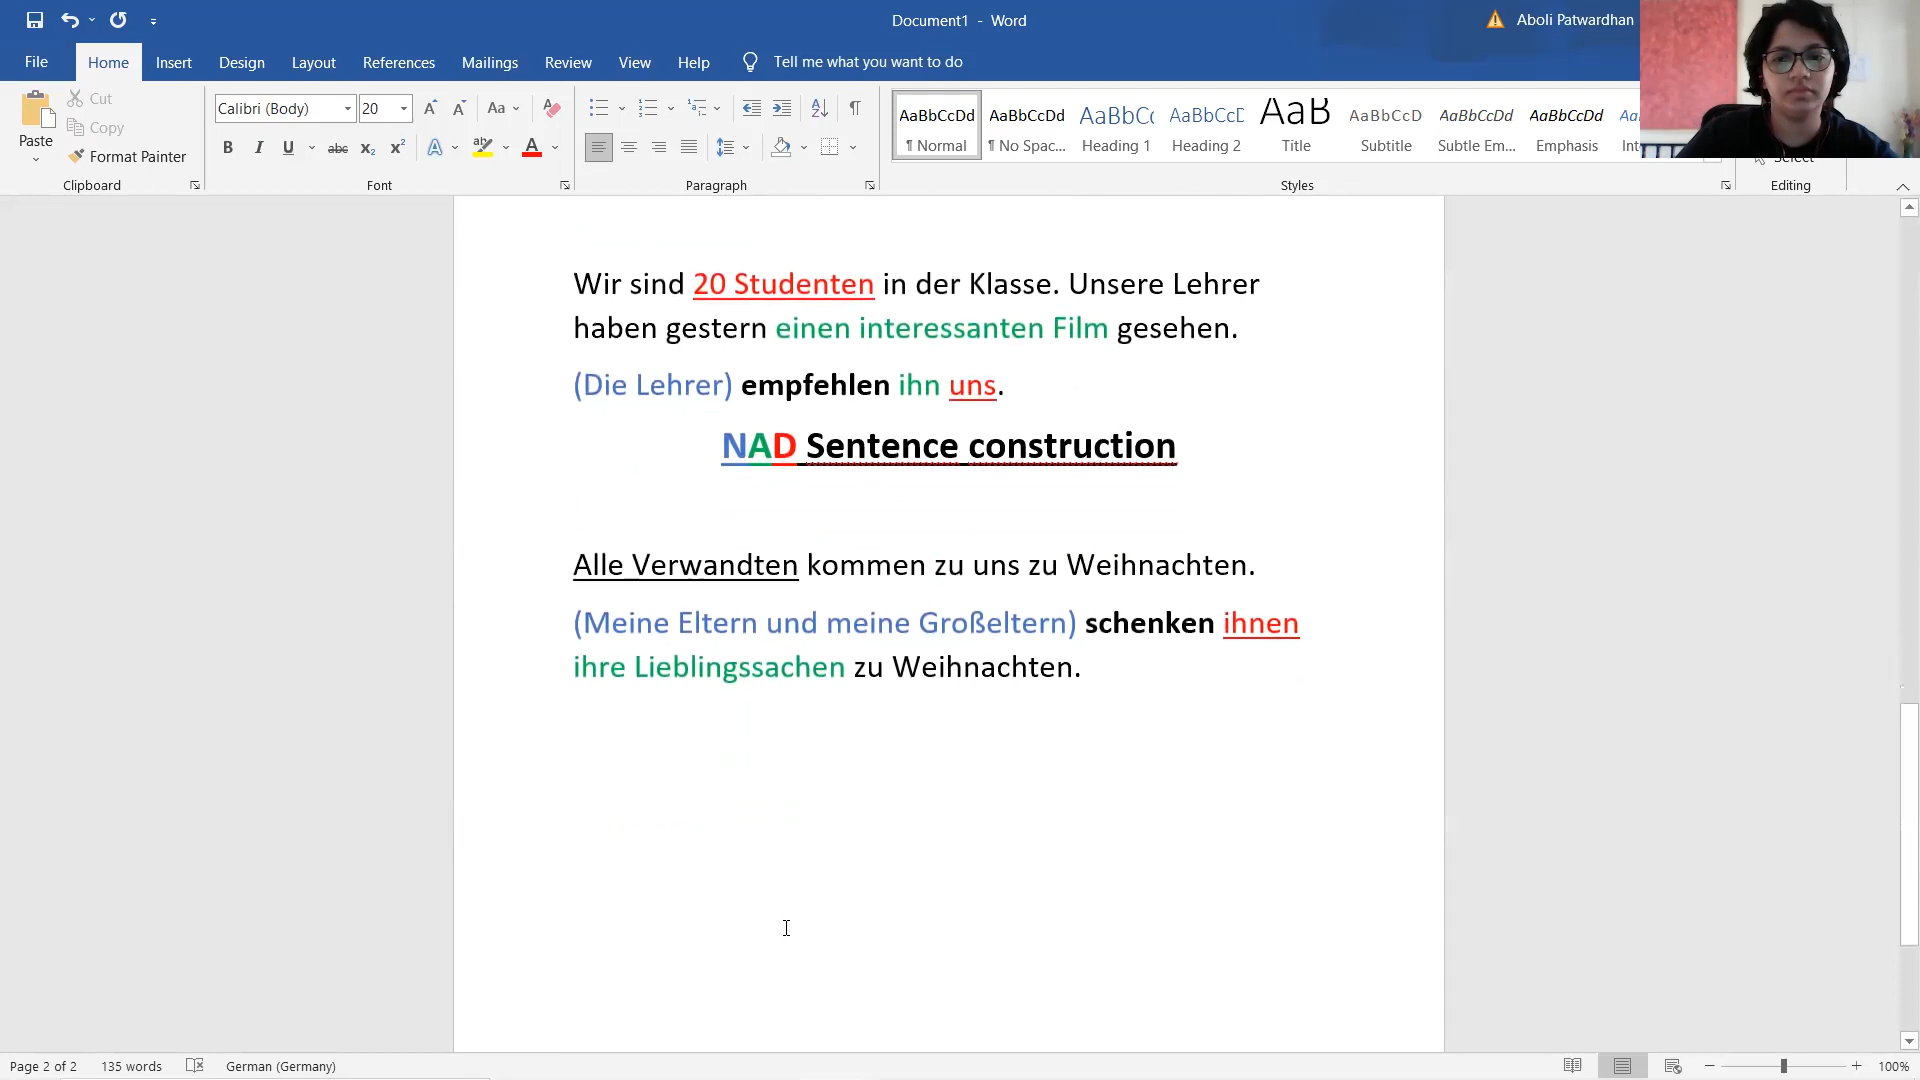 Document1 - Word
Aboli Patwardhan
File Home Insert Design Layout References Mailings Review View Help Tell me what you want to do
Paste
Cut
Copy
Format Painter
Clipboard
Calibri (Body) 20
Font
Paragraph
AaBbCcDd AaBbCcDd AaBbC AaBbCcD AaB AaBbCcD AaBbCcDd AaBbCcDd
¶ Normal ¶ No Spac... Heading 1 Heading 2 Title Subtitle Subtle Em... Emphasis
Styles
Select
Editing
Wir sind 20 Studenten in der Klasse. Unsere Lehrer
haben gestern einen interessanten Film gesehen.
(Die Lehrer) empfehlen ihn uns.
NAD Sentence construction
Alle Verwandten kommen zu uns zu Weihnachten.
(Meine Eltern und meine Großeltern) schenken ihnen
ihre Lieblingssachen zu Weihnachten.
Page 2 of 2 135 words German (Germany) 100%